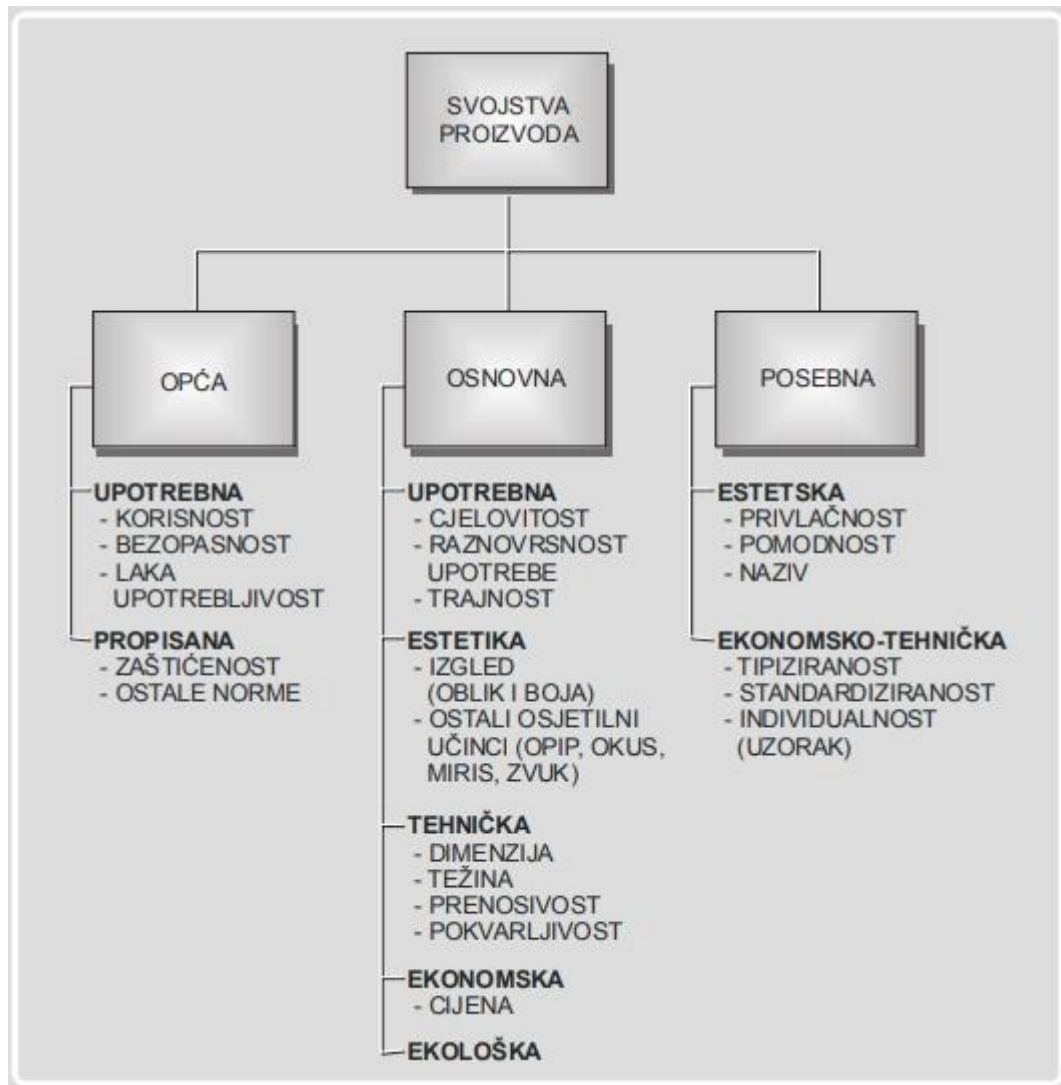 SVOJSTVA
PROIZVODA
OPĆA
UPOTREBNA
- KORISNOST
- BEZOPASNOST
- LAKA
UPOTREBLJIVOST
PROPISANA
- ZAŠTIĆENOST
- OSTALE NORME
OSNOVNA
UPOTREBNA
- CJELOVITOST
- RAZNOVRSNOST
UPOTREBE
- TRAJNOST
ESTETIKA
- IZGLED
(OBLIK I BOJA)
- OSTALI OSJETILNI
UČINCI (OPIP, OKUS,
MIRIS, ZVUK)
TEHNIČKA
- DIMENZIJA
- TEŽINA
- PRENOSIVOST
- POKVARLJIVOST
EKONOMSKA
- CIJENA
EKOLOŠKA
POSEBNA
ESTETSKA
- PRIVLAČNOST
- POMODNOST
- NAZIV
EKONOMSKO-TEHNIČKA
- TIPIZIRANOST
- STANDARDIZIRANOST
- INDIVIDUALNOST
(UZORAK)